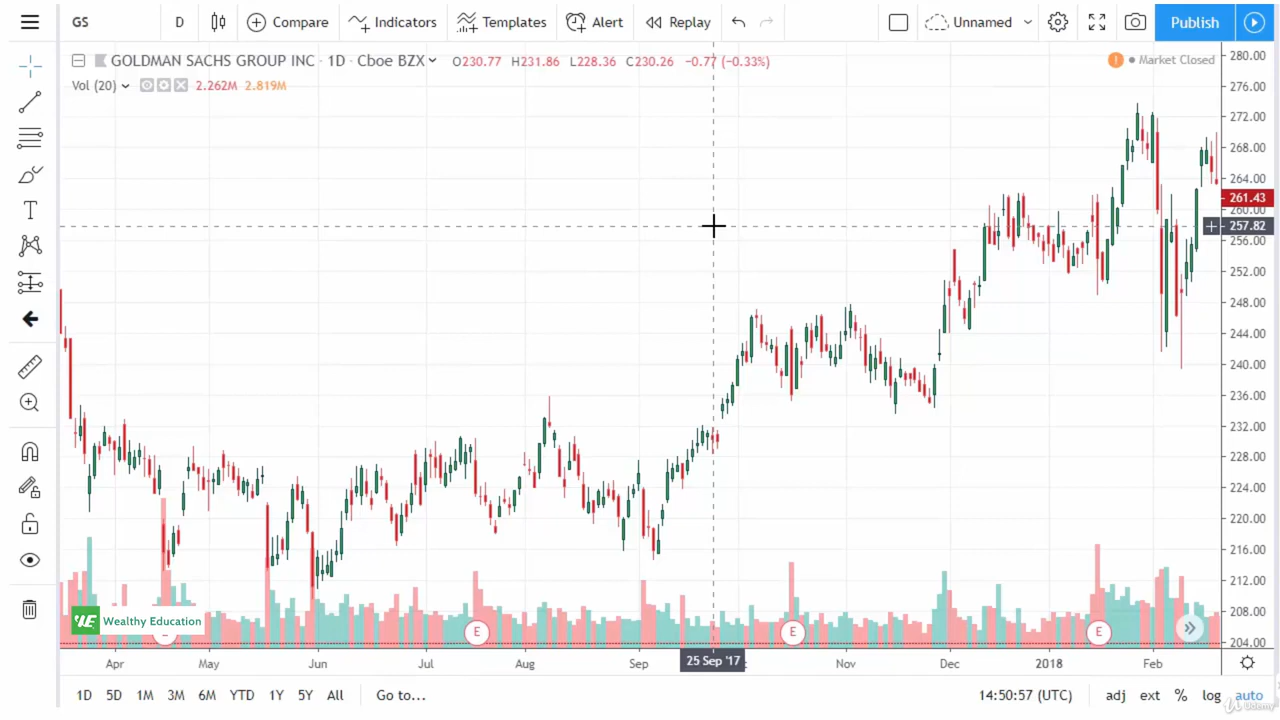 GS D Compare Indicators Templates Alert Replay Unnamed Publish
GOLDMAN SACHS GROUP INC · 1D · Cboe BZX O230.77 H231.86 L228.36 C230.26 -0.77 (-0.33%)
! Market Closed
Vol (20) 2.262M 2.819M
280.00
276.00
272.00
268.00
264.00
261.43
260.00
257.82
256.00
252.00
248.00
244.00
240.00
236.00
232.00
228.00
224.00
220.00
216.00
212.00
208.00
204.00
Wealthy Education
E E E
Apr May Jun Jul Aug Sep 25 Sep '17 Nov Dec 2018 Feb
1D 5D 1M 3M 6M YTD 1Y 5Y All Go to... 14:50:57 (UTC) adj ext % log auto
Udemy